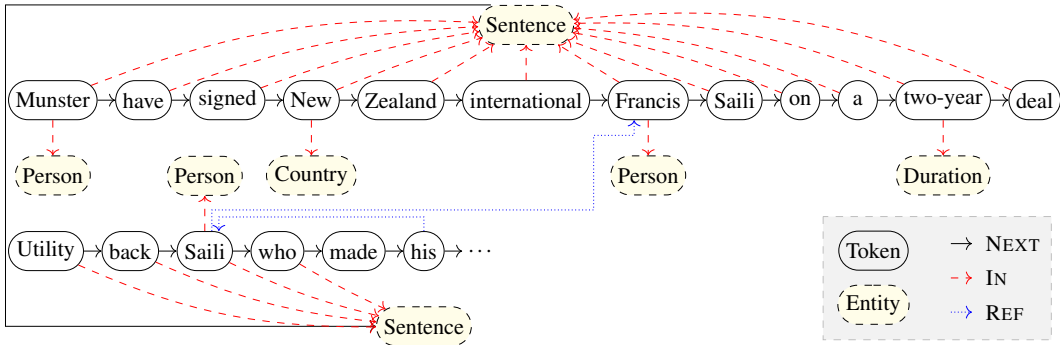 Sentence
Munster have signed New Zealand international Francis Saili on a two-year deal
Person Person Country Person Duration
Utility back Saili who made his ...
Sentence
Token
Entity
NEXT
IN
REF